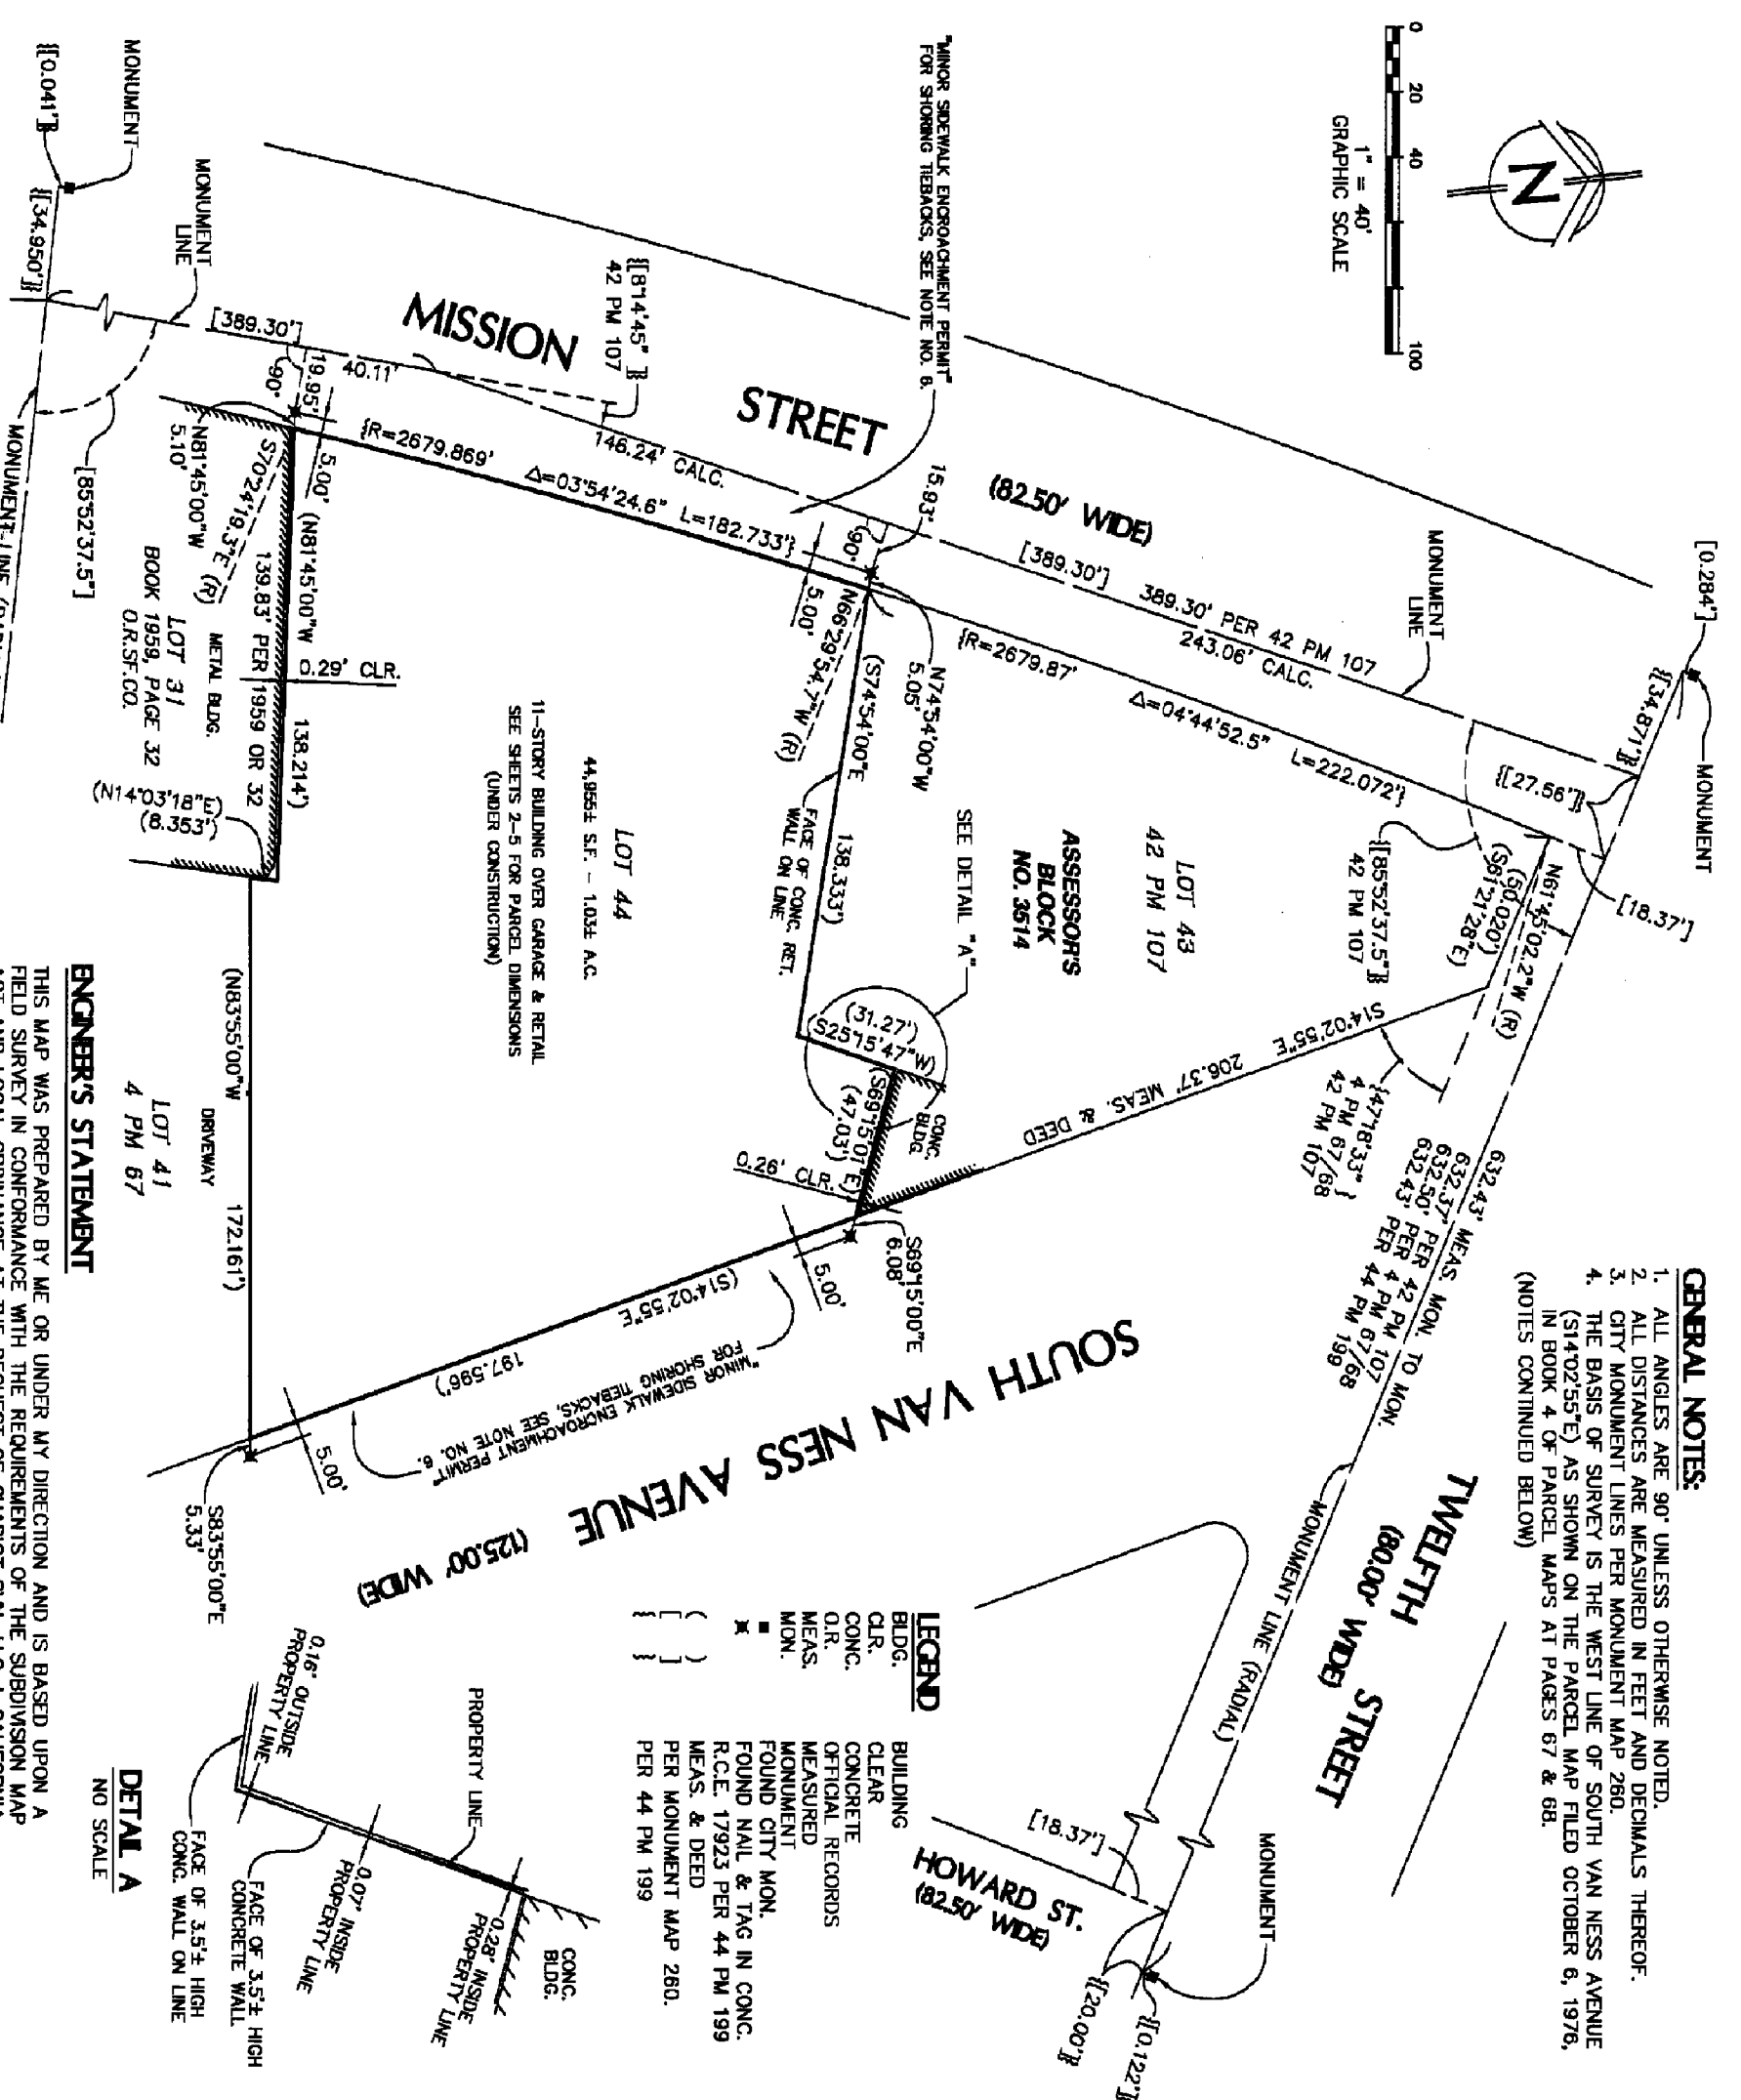 GENERAL NOTES:
1. ALL ANGLES ARE 90° UNLESS OTHERWISE NOTED.
2. ALL DISTANCES ARE MEASURED IN FEET AND DECIMALS THEREOF.
3. CITY MONUMENT LINES PER MONUMENT MAP 260.
4. THE BASIS OF SURVEY IS THE WEST LINE OF SOUTH VAN NESS AVENUE
(S14°02'55"E) AS SHOWN ON THE PARCEL MAP FILED OCTOBER 6, 1976,
IN BOOK 4 OF PARCEL MAPS AT PAGES 67 & 68.
(NOTES CONTINUED BELOW)
N
0 20 40 100
1" = 40'
GRAPHIC SCALE
[0.284']
MONUMENT
{[34.871']}
{[27.56']}
[18.37']
N61°45'02.2"W (R)
(S61°21'28"E)
(50.020')
{[85°52'37.5"]}
42 PM 107
MONUMENT
LINE
[389.30']
389.30' PER 42 PM 107
243.06' CALC.
{R=2679.87'
Δ=04°44'52.5"
L=222.072'}
(82.50' WIDE)
MISSION
STREET
"MINOR SIDEWALK ENCROACHMENT PERMIT"
FOR SHORING TIEBACKS, SEE NOTE NO. 6.
15.93'
(90°
5.00'
N74°54'00"W
5.05'
N66°29'54.7"W (R)
(S74°54'00"E
138.333')
FACE OF CONC. RET.
WALL ON LINE
146.24' CALC.
{R=2679.869'
Δ=03°54'24.6"
L=182.733'}
{[8°14'45" ]}
42 PM 107
[389.30']
40.11'
19.95'
90°
5.00'
MONUMENT
LINE
MONUMENT
{[0.041']}
{[34.950']}
[85°52'37.5"]
N81°45'00"W
5.10'
S70°24'19.3"E (R)
(N81°45'00"W
138.214')
139.83' PER 1959 OR 32
0.29' CLR.
METAL BLDG.
LOT 31
BOOK 1959, PAGE 32
O.R.SF.CO.
(N14°03'18"E)
(8.353')
LOT 43
42 PM 107
ASSESSOR'S
BLOCK
NO. 3514
SEE DETAIL "A"
LOT 44
44,955± S.F. - 1.03± A.C.
11-STORY BUILDING OVER GARAGE & RETAIL
SEE SHEETS 2-5 FOR PARCEL DIMENSIONS
(UNDER CONSTRUCTION)
(31.27')
(S25°15'47"W)
CONC.
BLDG.
(S69°15'01"E)
(47.03')
0.26' CLR.
S69°15'00"E
6.08'
5.00'
S14°02'55"E
206.37' MEAS. & DEED
{47°18'33" }
4 PM 67/68
42 PM 107
632.43' MEAS. MON. TO MON.
632.37' PER 42 PM 107
632.50' PER 4 PM 67/68
632.43' PER 44 PM 199
TWELFTH STREET
(80.00' WIDE)
MONUMENT LINE (RADIAL)
(S14°02'55"E
197.596')
"MINOR SIDEWALK ENCROACHMENT PERMIT"
FOR SHORING TIEBACKS, SEE NOTE NO. 6.
5.00'
S83°55'00"E
5.33'
SOUTH VAN NESS AVENUE (125.00' WIDE)
(N83°55'00"W
172.161')
DRIVEWAY
LOT 41
4 PM 67
[18.37']
HOWARD ST.
(82.50' WIDE)
MONUMENT
{[20.00']}
{[0.122']}
LEGEND
BLDG. BUILDING
CLR. CLEAR
CONC. CONCRETE
O.R. OFFICIAL RECORDS
MEAS. MEASURED
MON. MONUMENT
FOUND CITY MON.
FOUND NAIL & TAG IN CONC.
R.C.E. 17923 PER 44 PM 199
( ) MEAS. & DEED
[ ] PER MONUMENT MAP 260.
{ } PER 44 PM 199
PROPERTY LINE
CONC.
BLDG.
0.28' INSIDE
PROPERTY LINE
0.07' INSIDE
PROPERTY LINE
0.16' OUTSIDE
PROPERTY LINE
FACE OF 3.5'± HIGH
CONCRETE WALL
FACE OF 3.5'± HIGH
CONC. WALL ON LINE
DETAIL A
NO SCALE
ENGINEER'S STATEMENT
THIS MAP WAS PREPARED BY ME OR UNDER MY DIRECTION AND IS BASED UPON A
FIELD SURVEY IN CONFORMANCE WITH THE REQUIREMENTS OF THE SUBDIVISION MAP